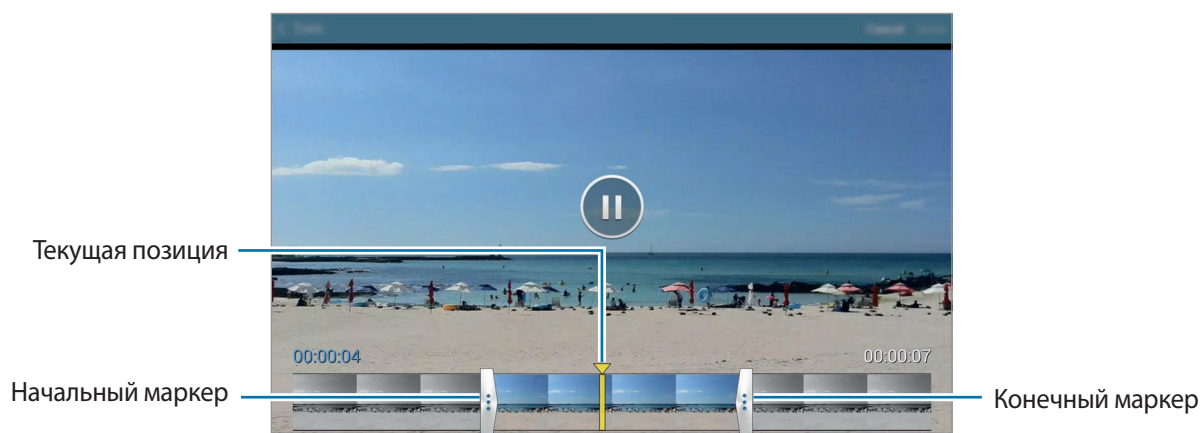 Текущая позиция
00:00:04
00:00:07
Начальный маркер
Конечный маркер